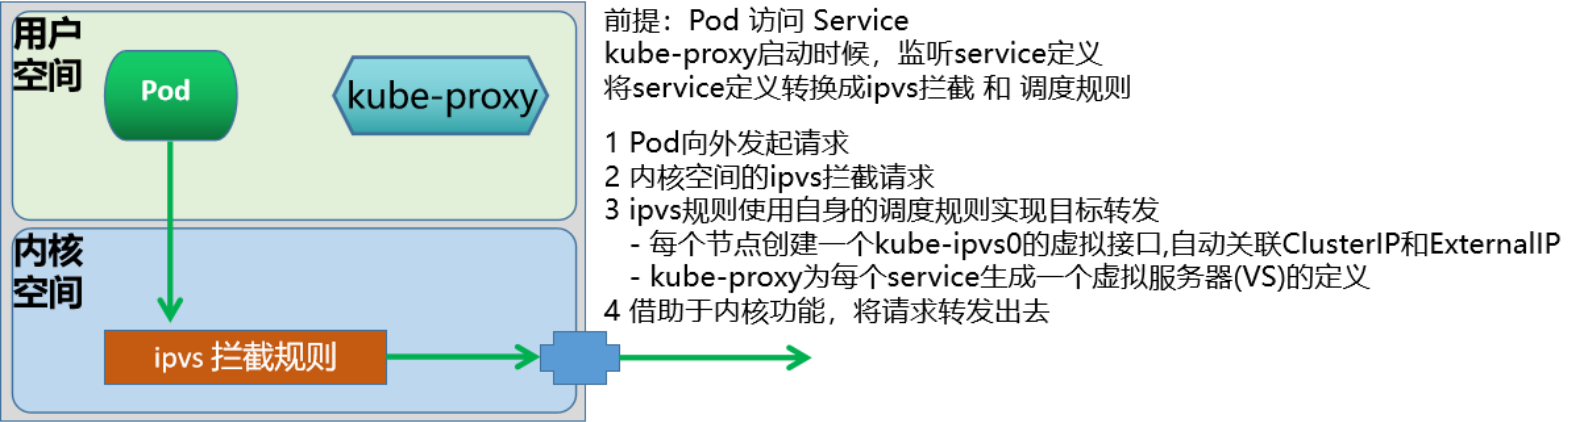 用户
空间
Pod
kube-proxy
内核
空间
ipvs 拦截规则
前提：Pod 访问 Service
kube-proxy启动时候，监听service定义
将service定义转换成ipvs拦截 和 调度规则
1 Pod向外发起请求
2 内核空间的ipvs拦截请求
3 ipvs规则使用自身的调度规则实现目标转发
- 每个节点创建一个kube-ipvs0的虚拟接口,自动关联ClusterIP和ExternalIP
- kube-proxy为每个service生成一个虚拟服务器(VS)的定义
4 借助于内核功能，将请求转发出去